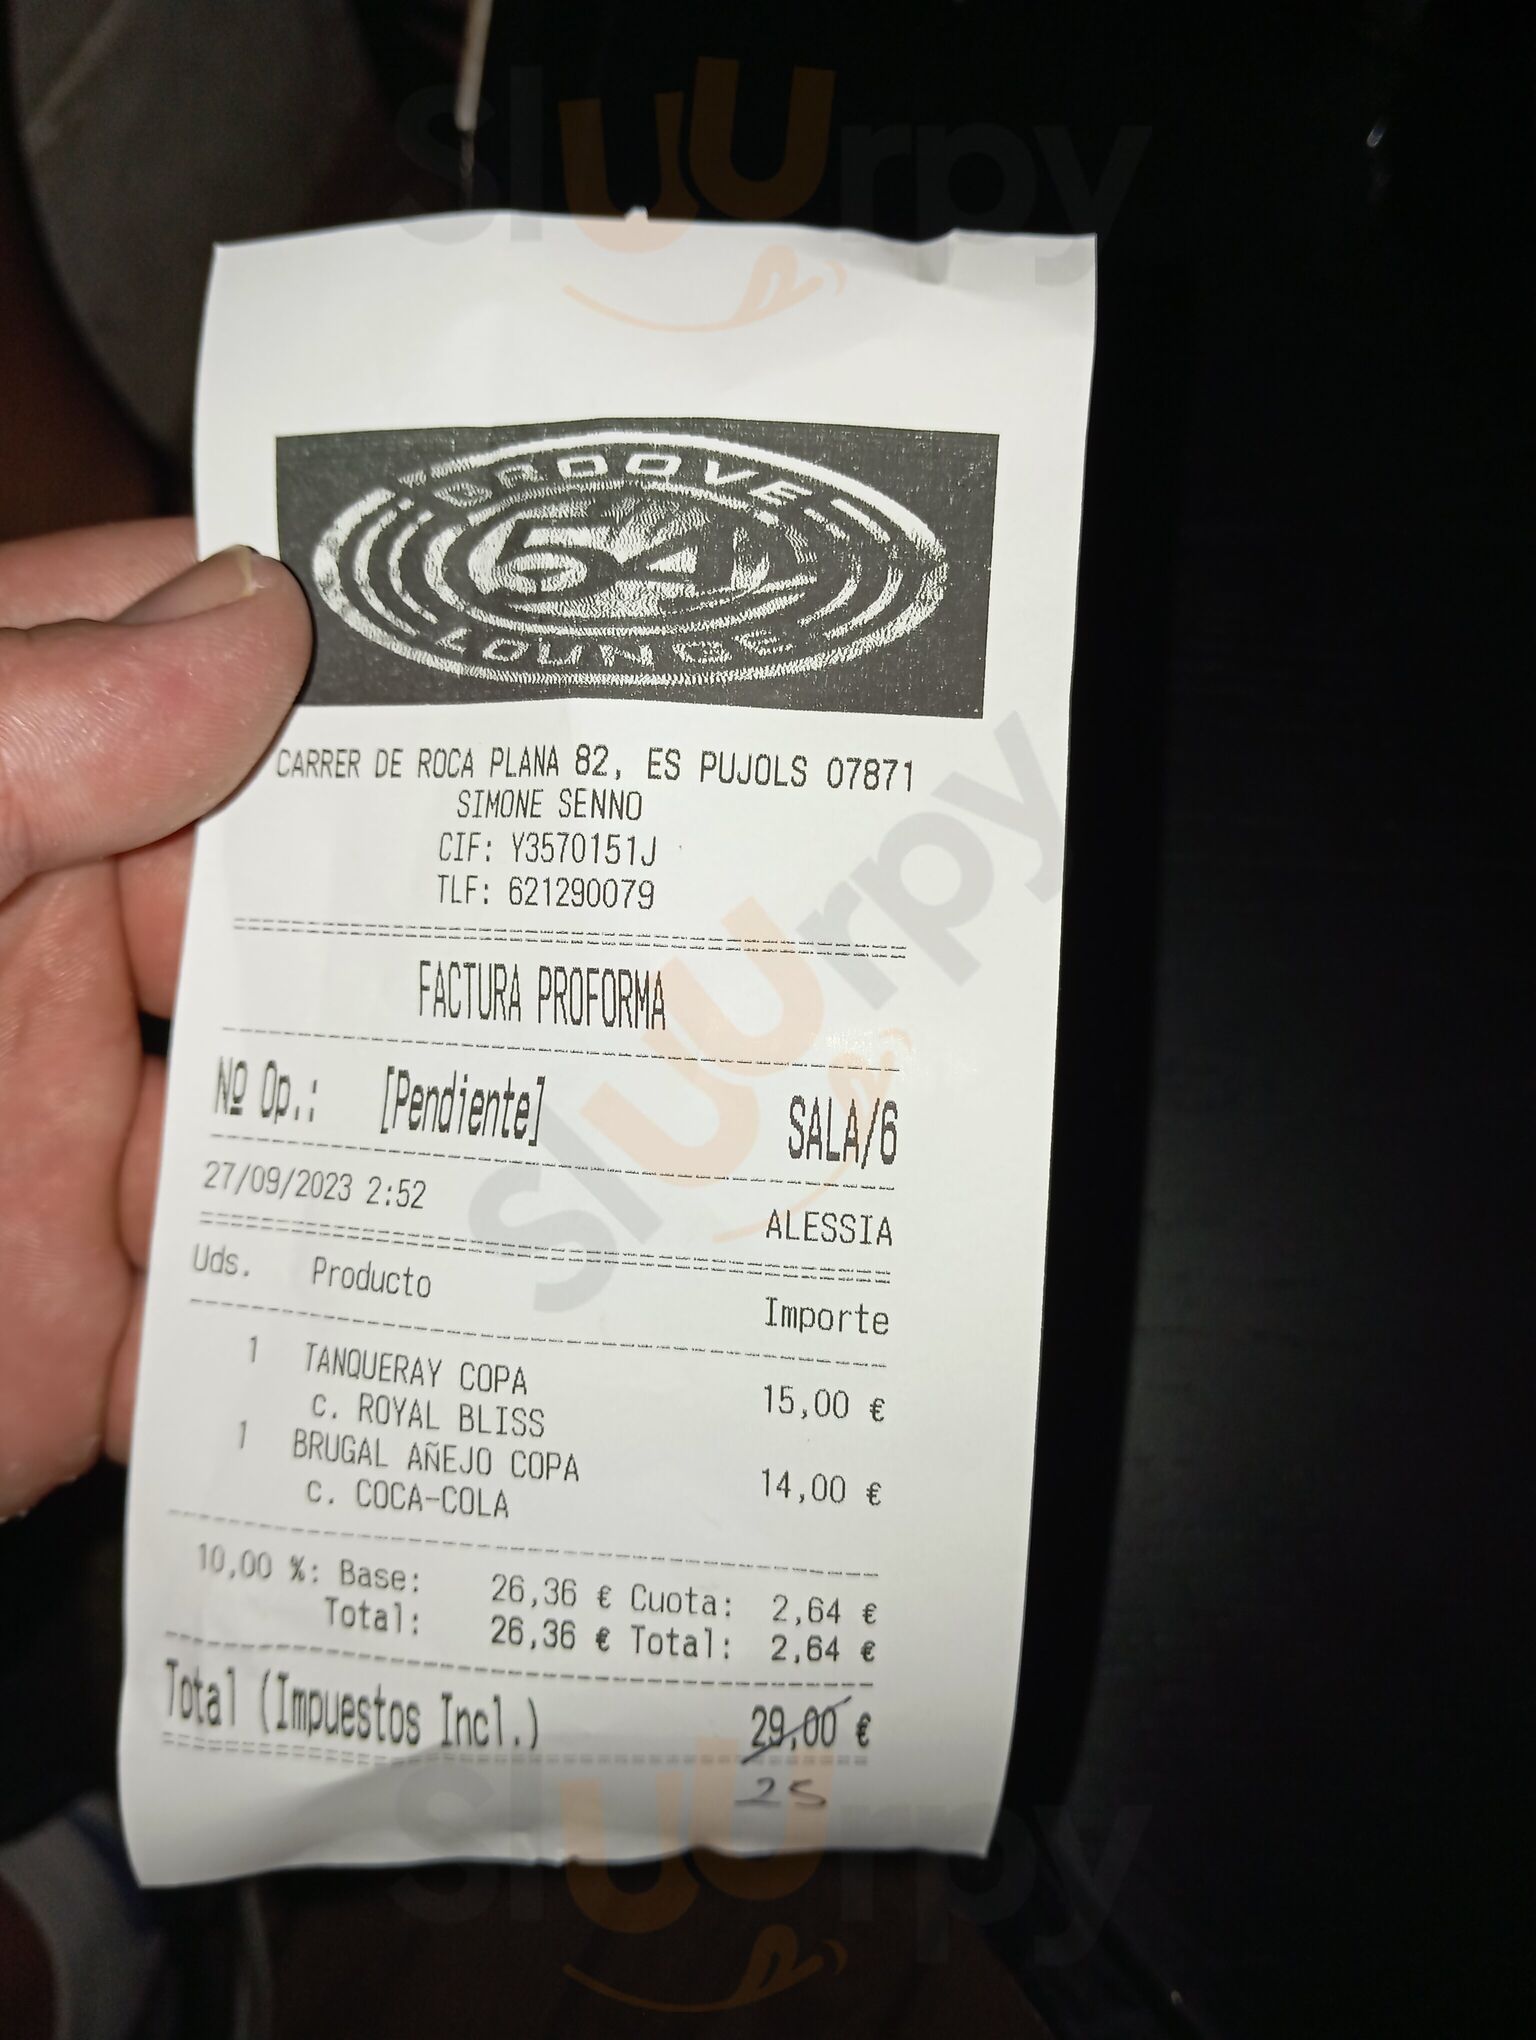 sluUrpy
GROOVE
54
LOUNGE
CARRER DE ROCA PLANA 82, ES PUJOLS 07871
SIMONE SENNO
CIF: Y3570151J
TLF: 621290079
FACTURA PROFORMA
Nº Op.: [Pendiente] SALA/6
27/09/2023 2:52 ALESSIA
Uds. Producto Importe
1 TANQUERAY COPA 15,00 €
c. ROYAL BLISS
1 BRUGAL AÑEJO COPA 14,00 €
c. COCA-COLA
10,00 %: Base: 26,36 € Cuota: 2,64 €
Total: 26,36 € Total: 2,64 €
Total (Impuestos Incl.) 29,00 €
25
sluUrpy
sluUrpy